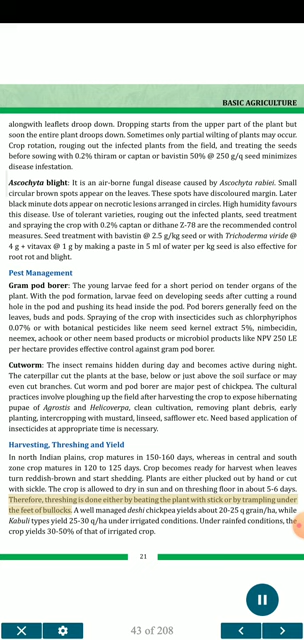 BASIC AGRICULTURE
alongwith leaflets droop down. Dropping starts from the upper part of the plant but
soon the entire plant droops down. Sometimes only partial wilting of plants may occur.
Crop rotation, rouging out the infected plants from the field, and treating the seeds
before sowing with 0.2% thiram or captan or bavistin 50% @ 250 g/q seed minimizes
disease infestation.
Ascochyta blight: It is an air-borne fungal disease caused by Ascochyta rabiei. Small
circular brown spots appear on the leaves. These spots have discoloured margin. Later
black minute dots appear on necrotic lesions arranged in circles. High humidity favours
this disease. Use of tolerant varieties, rouging out the infected plants, seed treatment
and spraying the crop with 0.2% captan or dithane Z-78 are the recommended control
measures. Seed treatment with bavistin @ 2.5 g/kg seed or with Trichoderma viride @
4 g + vitavax @ 1 g by making a paste in 5 ml of water per kg seed is also effective for
root rot and blight.
Pest Management
Gram pod borer: The young larvae feed for a short period on tender organs of the
plant. With the pod formation, larvae feed on developing seeds after cutting a round
hole in the pod and pushing its head inside the pod. Pod borers generally feed on the
leaves, buds and pods. Spraying of the crop with insecticides such as chlorphyriphos
0.07% or with botanical pesticides like neem seed kernel extract 5%, nimbecidin,
neemex, achook or other neem based products or microbiol products like NPV 250 LE
per hectare provides effective control against gram pod borer.
Cutworm: The insect remains hidden during day and becomes active during night.
The caterpillar cut the plants at the base, below or just above the soil surface or may
even cut branches. Cut worm and pod borer are major pest of chickpea. The cultural
practices involve ploughing up the field after crop to expose hibernating
pupae of Agrostis and Helicoverpa, clean cultivation, removing plant debris, early
planting, intercropping with mustard, linseed, safflower etc. Need based application of
insecticides at appropriate time is necessary.
Harvesting, Threshing and Yield
In north Indian plains, crop matures in 150-160 days, whereas in central and south
zone crop matures in 120 to 125 days. Crop becomes ready for harvest when leaves
turn reddish-brown and start shedding. Plants are either plucked out by hand or cut
with sickle. The crop is allowed to dry in sun and on threshing floor in about 5-6 days.
Therefore, threshing is done either by beating the plant with stick or by trampling under
the feet of bullocks. A well managed deshi chickpea yields about 20-25 q grain/ha, while
Kabuli types yield 25-30 q/ha under irrigated conditions. Under rainfed conditions, the
crop yields 30-50% of that of irrigated crop.
21
43 of 208